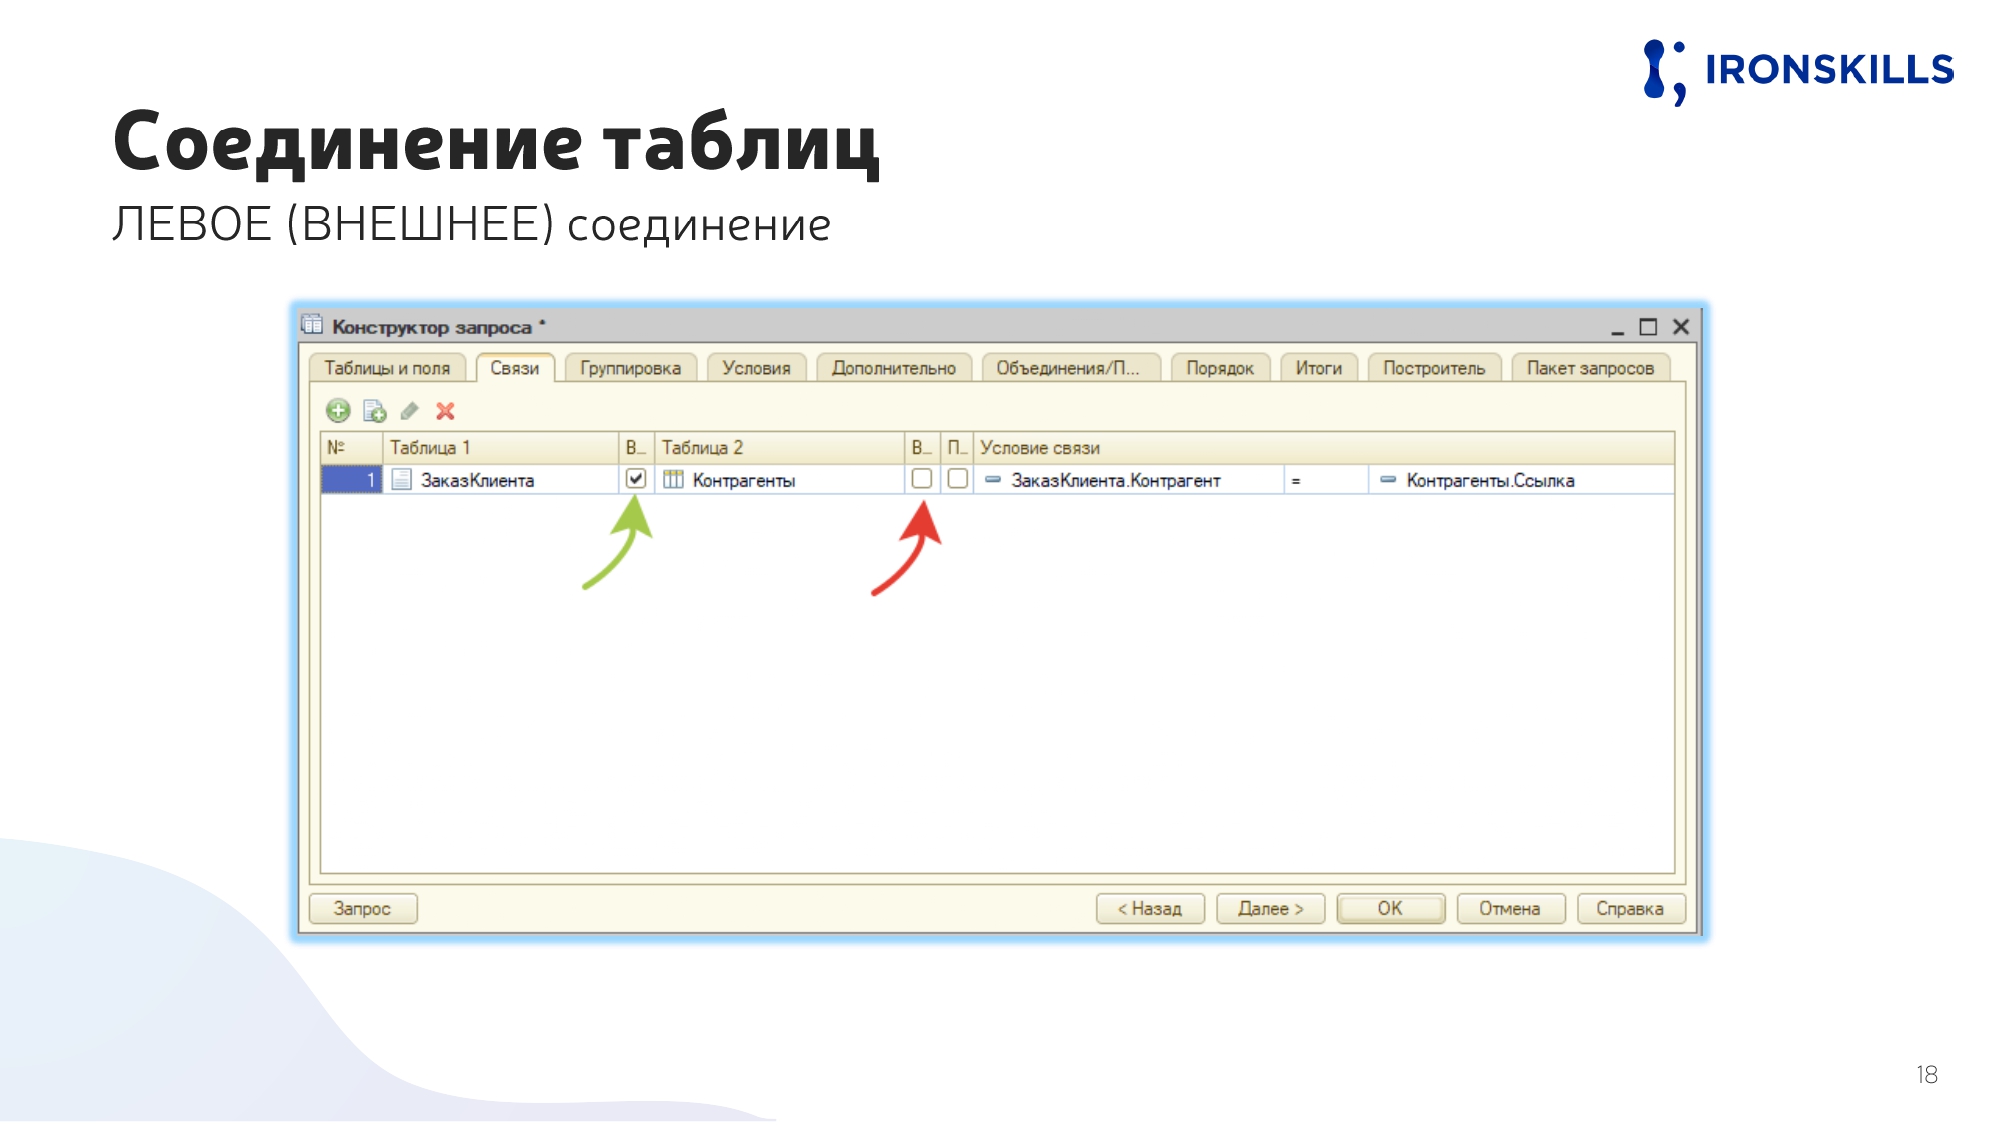 IRONSKILLS
Соединение таблиц
ЛЕВОЕ (ВНЕШНЕЕ) соединение
Конструктор запроса *
Таблицы и поля Связи Группировка Условия Дополнительно Объединения/П... Порядок Итоги Построитель Пакет запросов
№ Таблица 1 В... Таблица 2 В... П... Условие связи
1 ЗаказКлиента Контрагенты ЗаказКлиента.Контрагент = Контрагенты.Ссылка
Запрос < Назад Далее > ОК Отмена Справка
18